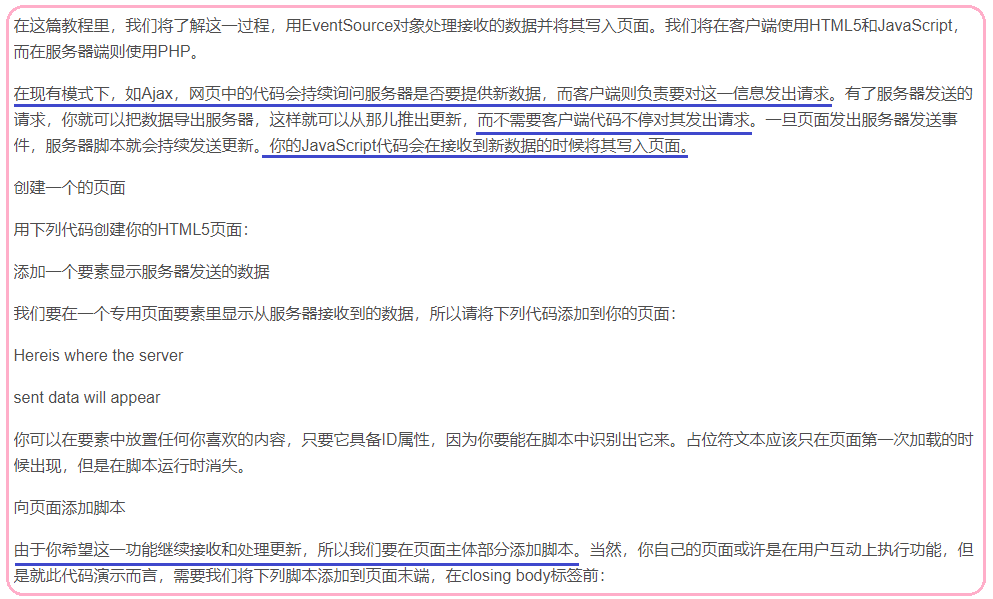 在这篇教程里，我们将了解这一过程，用EventSource对象处理接收的数据并将其写入页面。我们将在客户端使用HTML5和JavaScript，
而在服务器端则使用PHP。
在现有模式下，如Ajax，网页中的代码会持续询问服务器是否要提供新数据，而客户端则负责要对这一信息发出请求。有了服务器发送的
请求，你就可以把数据导出服务器，这样就可以从那儿推出更新，而不需要客户端代码不停对其发出请求。一旦页面发出服务器发送事
件，服务器脚本就会持续发送更新。你的JavaScript代码会在接收到新数据的时候将其写入页面。
创建一个的页面
用下列代码创建你的HTML5页面：
添加一个要素显示服务器发送的数据
我们要在一个专用页面要素里显示从服务器接收到的数据，所以请将下列代码添加到你的页面：
Hereis where the server
sent data will appear
你可以在要素中放置任何你喜欢的内容，只要它具备ID属性，因为你要能在脚本中识别出它来。占位符文本应该只在页面第一次加载的时
候出现，但是在脚本运行时消失。
向页面添加脚本
由于你希望这一功能继续接收和处理更新，所以我们要在页面主体部分添加脚本。当然，你自己的页面或许是在用户互动上执行功能，但
是就此代码演示而言，需要我们将下列脚本添加到页面末端，在closing body标签前：